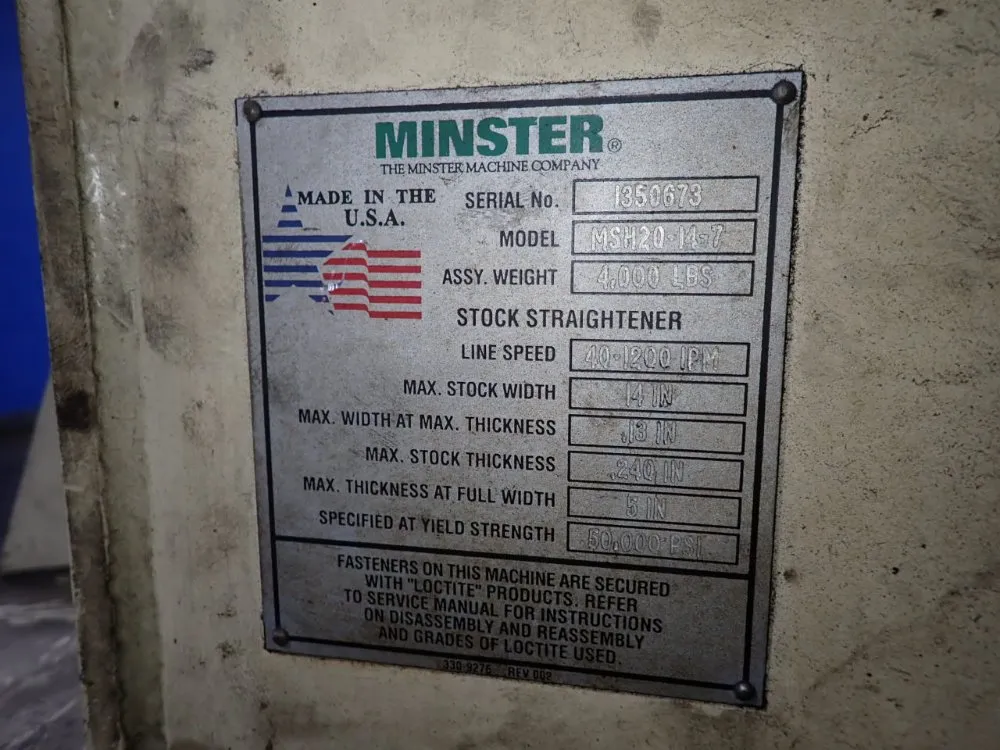 MINSTER®
THE MINSTER MACHINE COMPANY
MADE IN THE
U.S.A.
SERIAL No. 1350673
MODEL MSH20-14-7
ASSY. WEIGHT 4,000 LBS
STOCK STRAIGHTENER
LINE SPEED 40-1200 IPM
MAX. STOCK WIDTH 14 IN
MAX. WIDTH AT MAX. THICKNESS .13 IN
MAX. STOCK THICKNESS .240 IN
MAX. THICKNESS AT FULL WIDTH 5 IN
SPECIFIED AT YIELD STRENGTH 50,000 PSI
FASTENERS ON THIS MACHINE ARE SECURED
WITH "LOCTITE" PRODUCTS. REFER
TO SERVICE MANUAL FOR INSTRUCTIONS
ON DISASSEMBLY AND REASSEMBLY
AND GRADES OF LOCTITE USED.
330-9276 REV 002